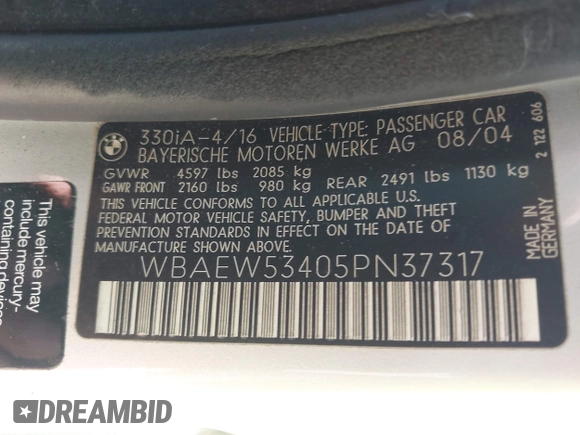 330iA-4/16 VEHICLE TYPE: PASSENGER CAR
BAYERISCHE MOTOREN WERKE AG 08/04
GVWR 4597 lbs 2085 kg
GAWR FRONT 2160 lbs 980 kg REAR 2491 lbs 1130 kg
THIS VEHICLE CONFORMS TO ALL APPLICABLE U.S.
FEDERAL MOTOR VEHICLE SAFETY, BUMPER AND THEFT
PREVENTION STANDARDS IN EFFECT ON THE DATE OF
MANUFACTURE SHOWN ABOVE.
WBAEW53405PN37317
MADE IN
GERMANY
2 122 606
This vehicle may
include mercury-
containing devices
DREAMBID